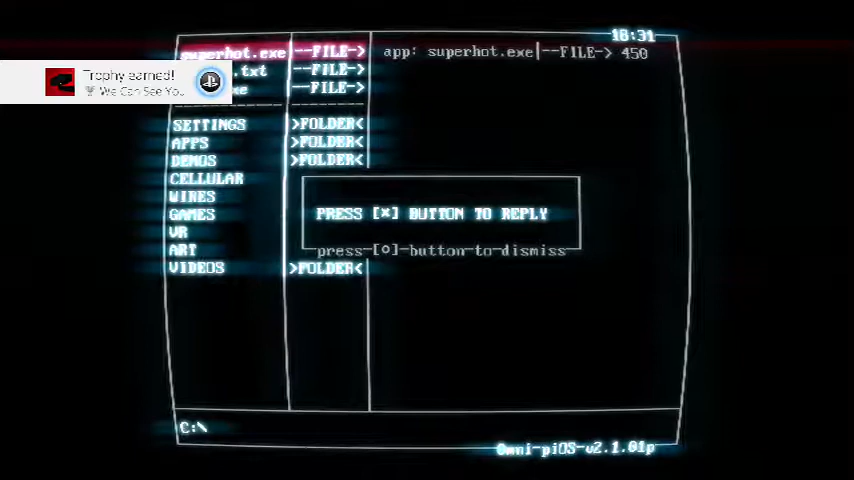 18:31
superhot.exe --FILE-> app: superhot.exe --FILE-> 450
Trophy earned!
We Can See You
.txt --FILE->
xe --FILE->
SETTINGS >FOLDER<
APPS >FOLDER<
DEMOS >FOLDER<
CELLULAR
WIRES
GAMES
VR
ART
VIDEOS >FOLDER<
PRESS [×] BUTTON TO REPLY
press-[O]-button-to-dismiss
C:\
Omni-piOS-v2.1.01p